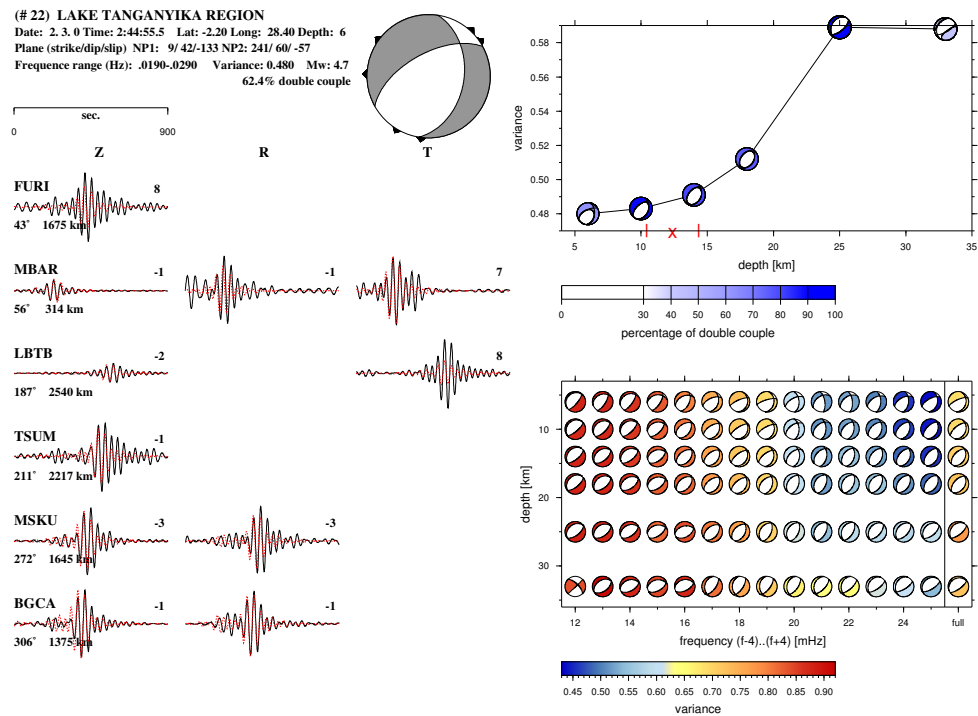 (# 22) LAKE TANGANYIKA REGION
Date: 2. 3. 0 Time: 2:44:55.5 Lat: -2.20 Long: 28.40 Depth: 6
Plane (strike/dip/slip) NP1: 9/ 42/-133 NP2: 241/ 60/ -57
Frequency range (Hz): .0190-.0290 Variance: 0.480 Mw: 4.7
62.4% double couple
sec.
0 900
Z R T
FURI 8
43° 1675 km
MBAR -1 -1 7
56° 314 km
LBTB -2 8
187° 2540 km
TSUM -1
211° 2217 km
MSKU -3 -3
272° 1645 km
BGCA -1 -1
306° 1375 km
0.58
0.56
0.54
0.52
0.50
0.48
variance
x
5 10 15 20 25 30 35
depth [km]
0 30 40 50 60 70 80 90 100
percentage of double couple
10
20
30
depth [km]
12 14 16 18 20 22 24 full
frequency (f-4)..(f+4) [mHz]
0.45 0.50 0.55 0.60 0.65 0.70 0.75 0.80 0.85 0.90
variance